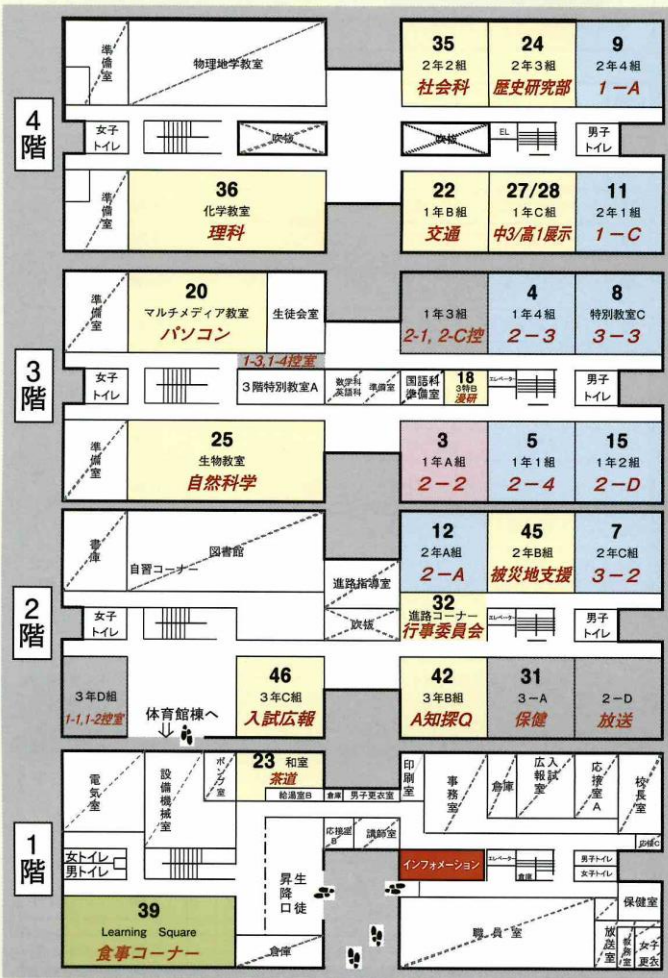 4階
準備室
物理地学教室
35
2年2組
社会科
24
2年3組
歴史研究部
9
2年4組
1－A
女子
トイレ
吹抜
吹抜
EL
男子
トイレ
準備室
36
化学教室
理科
22
1年B組
交通
27/28
1年C組
中3/高1展示
11
2年1組
1－C
3階
準備室
20
マルチメディア教室
パソコン
生徒会室
1年3組
2-1, 2-C控
4
1年4組
2－3
8
特別教室C
3－3
1-3,1-4控室
女子
トイレ
3階特別教室A
数学科
英語科
準備室
国語科
準備室
18
3特B
漫研
エレベーター
男子
トイレ
準備室
25
生物教室
自然科学
3
1年A組
2－2
5
1年1組
2－4
15
1年2組
2－D
2階
書庫
図書館
自習コーナー
進路指導室
12
2年A組
2－A
45
2年B組
被災地支援
7
2年C組
3－2
女子
トイレ
吹抜
32
進路コーナー
行事委員会
エレベーター
男子
トイレ
3年D組
1-1,1-2控室
体育館棟へ
46
3年C組
入試広報
42
3年B組
A知探Q
31
3－A
保健
2－D
放送
1階
電気室
設備機械室
ポンプ室
23 和室
茶道
給湯室B
倉庫
男子更衣室
印刷室
事務室
倉庫
入試
広報室
応接室A
校長室
応接C
女トイレ
男トイレ
生徒
昇降口
応接室B
講師室
インフォメーション
エレベーター
倉庫
男子トイレ
女子トイレ
39
Learning Square
食事コーナー
倉庫
職員室
保健室
放送室
教務室
女子
更衣